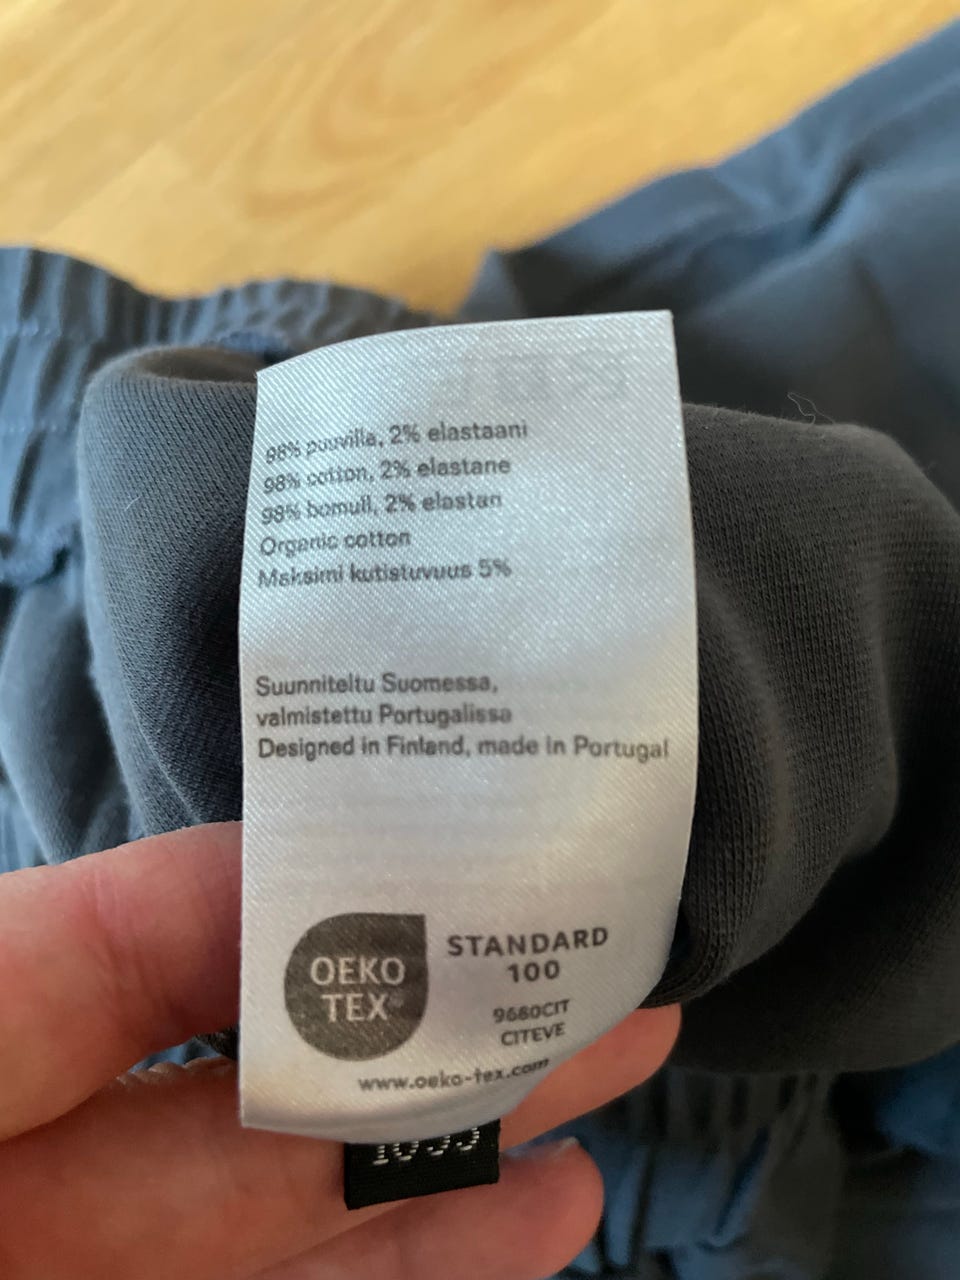 98% puuvilla, 2% elastaani
98% cotton, 2% elastane
98% bomull, 2% elastan
Organic cotton
Maksimi kutistuvuus 5%
Suunniteltu Suomessa,
valmistettu Portugalissa
Designed in Finland, made in Portugal
OEKO
TEX
STANDARD
100
9680CIT
CITEVE
www.oeko-tex.com